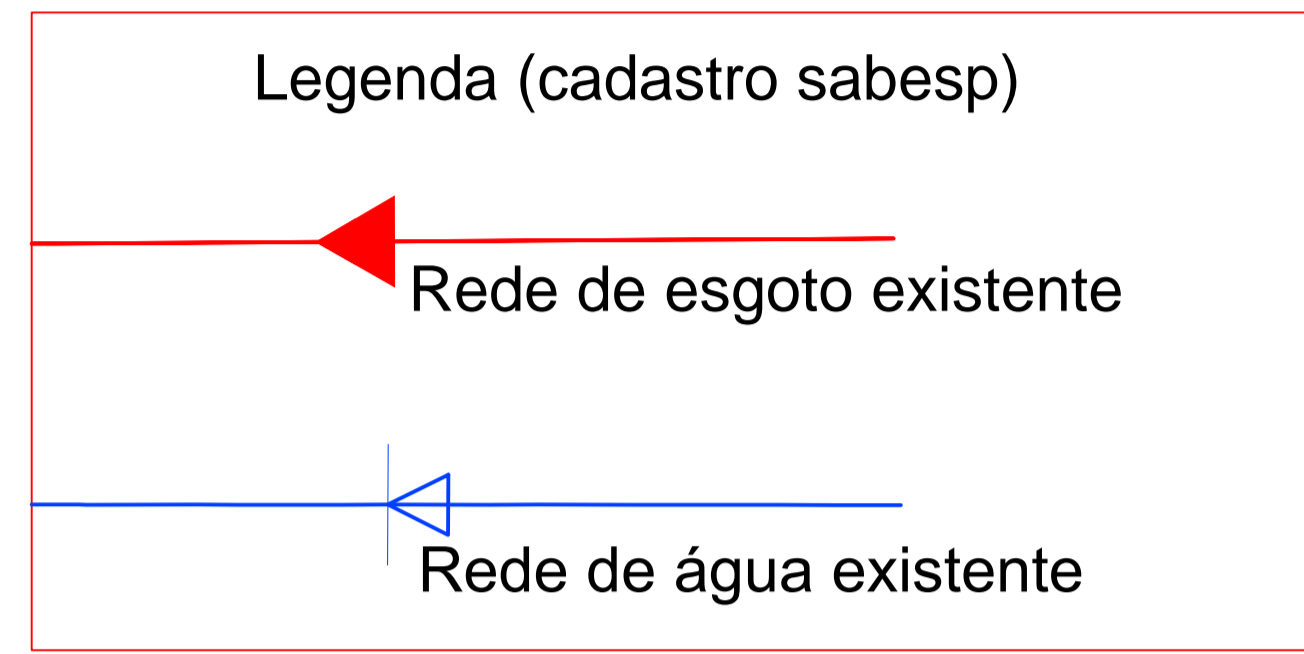 Legenda (cadastro sabesp)
Rede de esgoto existente
Rede de água existente